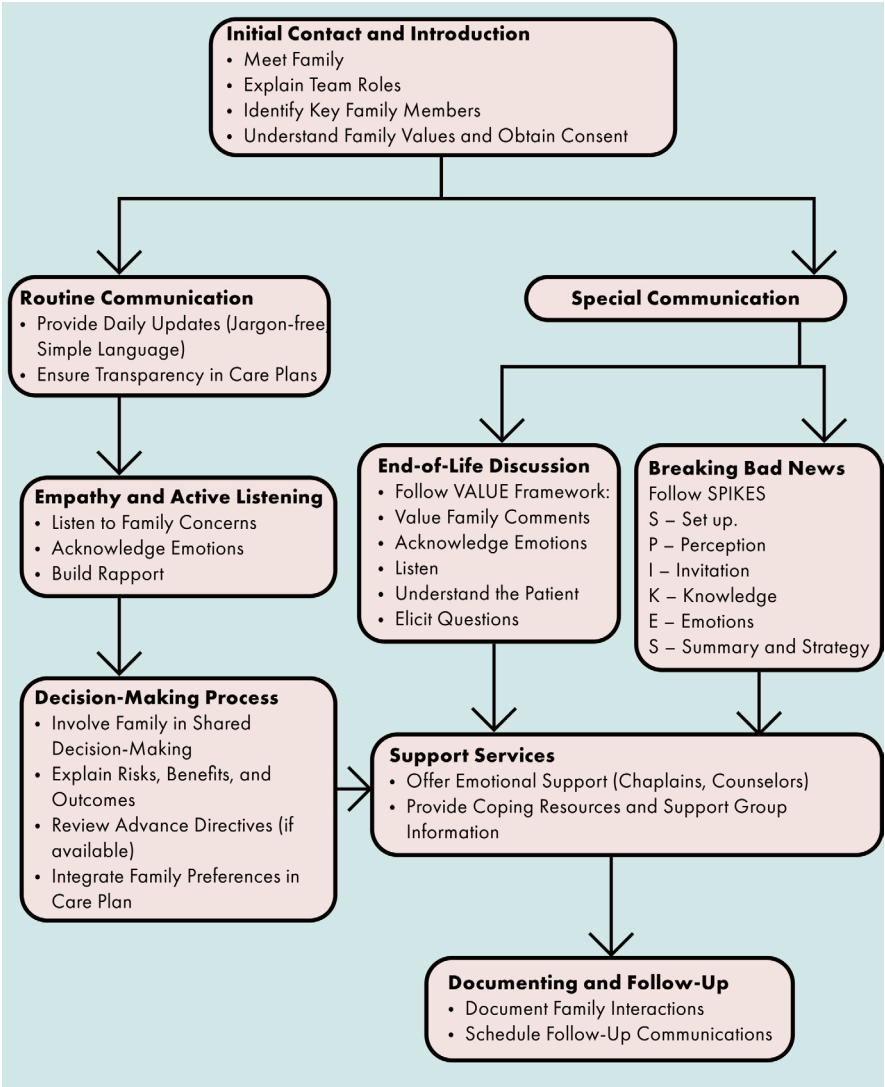 Initial Contact and Introduction
• Meet Family
• Explain Team Roles
• Identify Key Family Members
• Understand Family Values and Obtain Consent
Routine Communication
• Provide Daily Updates (Jargon-free,
Simple Language)
• Ensure Transparency in Care Plans
Special Communication
Empathy and Active Listening
• Listen to Family Concerns
• Acknowledge Emotions
• Build Rapport
End-of-Life Discussion
• Follow VALUE Framework:
• Value Family Comments
• Acknowledge Emotions
• Listen
• Understand the Patient
• Elicit Questions
Breaking Bad News
Follow SPIKES
S – Set up.
P – Perception
I – Invitation
K – Knowledge
E – Emotions
S – Summary and Strategy
Decision-Making Process
• Involve Family in Shared
Decision-Making
• Explain Risks, Benefits, and
Outcomes
• Review Advance Directives (if
available)
• Integrate Family Preferences in
Care Plan
Support Services
• Offer Emotional Support (Chaplains, Counselors)
• Provide Coping Resources and Support Group
Information
Documenting and Follow-Up
• Document Family Interactions
• Schedule Follow-Up Communications